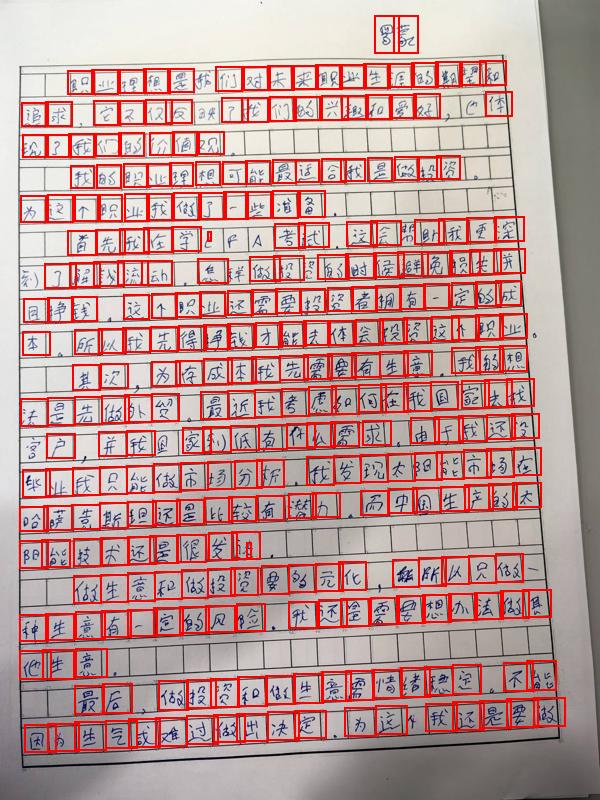 职业理想是我们对未来职业生活的期望和
追求，它不仅反映了我们的兴趣和爱好，也体
现了我们的价值观。
我的职业理想可能最适合我是做投资。
为这个职业我做了一些准备。
首先我在学CFA考试。这会帮助我更深
刻了解钱流动。怎样做投资的时候避免损失并
且挣钱。这个职业还需要投资者拥有一定的成
本。所以我先得挣钱才能去体会投资这个职业。
其次，为存成本我先需要有生意。我的想
法是先做外贸。最近我考虑如何在我国家去找
客户，并我国家到底有什么需求。由于我还没
毕业我只能做市场分析。我发现太阳能市场在
哈萨克斯坦还是比较有潜力。而中国生产的太
阳能技术还是很发达。
做生意和做投资要多元化，所以只做一
种生意有一定的风险。我还是需要想办法做其
他生意。
最后，做投资和做生意需情绪稳定。不能
因为生气或难过做出决定。为这个我还是要做